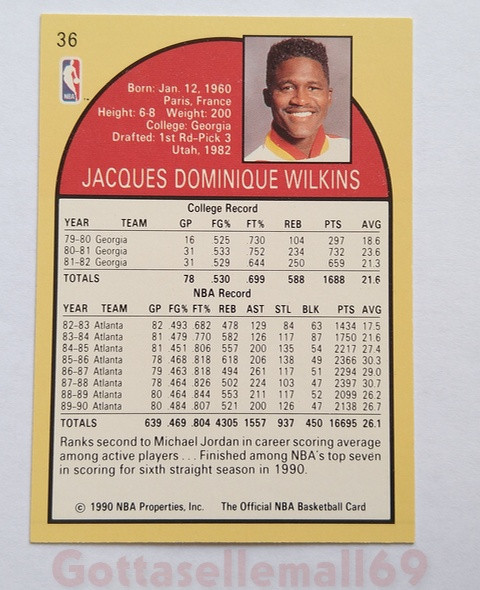 36
NBA
Born: Jan. 12, 1960
Paris, France
Height: 6-8 Weight: 200
College: Georgia
Drafted: 1st Rd-Pick 3
Utah, 1982
JACQUES DOMINIQUE WILKINS
College Record
YEAR TEAM GP FG% FT% REB PTS AVG
79-80 Georgia 16 .525 .730 104 297 18.6
80-81 Georgia 31 .533 .752 234 732 23.6
81-82 Georgia 31 .529 .644 250 659 21.3
TOTALS 78 .530 .699 588 1688 21.6
NBA Record
YEAR TEAM GP FG% FT% REB AST STL BLK PTS AVG
82-83 Atlanta 82 .493 .682 478 129 84 63 1434 17.5
83-84 Atlanta 81 .479 .770 582 126 117 87 1750 21.6
84-85 Atlanta 81 .451 .806 557 200 135 54 2217 27.4
85-86 Atlanta 78 .468 .818 618 206 138 49 2366 30.3
86-87 Atlanta 79 .463 .818 494 261 117 51 2294 29.0
87-88 Atlanta 78 .464 .826 502 224 103 47 2397 30.7
88-89 Atlanta 80 .464 .844 553 211 117 52 2099 26.2
89-90 Atlanta 80 .484 .807 521 200 126 47 2138 26.7
TOTALS 639 .469 .804 4305 1557 937 450 16695 26.1
Ranks second to Michael Jordan in career scoring average
among active players . . . Finished among NBA's top seven
in scoring for sixth straight season in 1990.
© 1990 NBA Properties, Inc. The Official NBA Basketball Card
Gottasellemall69